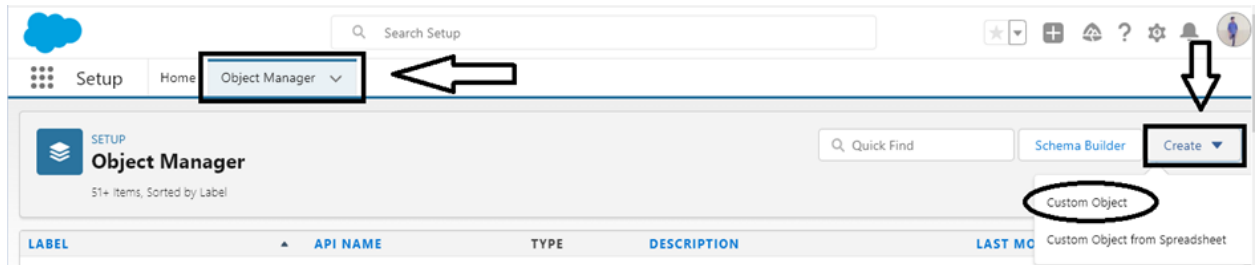 Search Setup
Setup Home Object Manager
SETUP
Object Manager
51+ Items, Sorted by Label
Quick Find
Schema Builder
Create
Custom Object
Custom Object from Spreadsheet
LABEL API NAME TYPE DESCRIPTION LAST MO